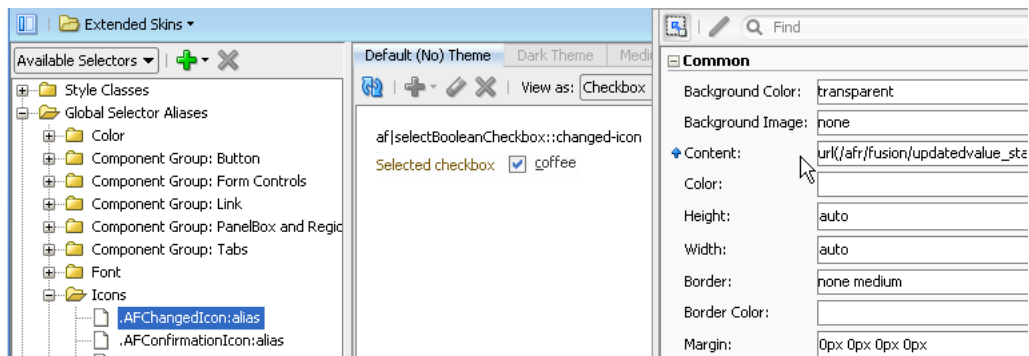 Extended Skins
Available Selectors
Style Classes
Global Selector Aliases
Color
Component Group: Button
Component Group: Form Controls
Component Group: Link
Component Group: PanelBox and Regic
Component Group: Tabs
Font
Icons
.AFChangedIcon:alias
.AFConfirmationIcon:alias
Default (No) Theme Dark Theme Medi
View as: Checkbox
af|selectBooleanCheckbox::changed-icon
Selected checkbox coffee
Find
Common
Background Color: transparent
Background Image: none
Content: url(/afr/fusion/updatedvalue_sta
Color:
Height: auto
Width: auto
Border: none medium
Border Color:
Margin: 0px 0px 0px 0px